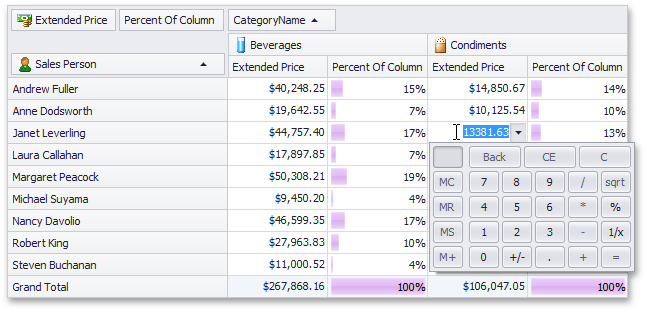 Extended Price Percent Of Column CategoryName
Beverages Condiments
Sales Person Extended Price Percent Of Column Extended Price Percent Of Column
Andrew Fuller $40,248.25 15% $14,850.67 14%
Anne Dodsworth $19,642.55 7% $10,125.54 10%
Janet Leverling $44,757.40 17% 13381.63 13%
Laura Callahan $17,897.85 7% Back CE C
Margaret Peacock $50,308.21 19% MC 7 8 9 / sqrt
Michael Suyama $9,450.20 4% MR 4 5 6 * %
Nancy Davolio $46,599.35 17% MS 1 2 3 - 1/x
Robert King $27,963.83 10% M+ 0 +/- . + =
Steven Buchanan $11,000.52 4%
Grand Total $267,868.16 100% $106,047.05 100%